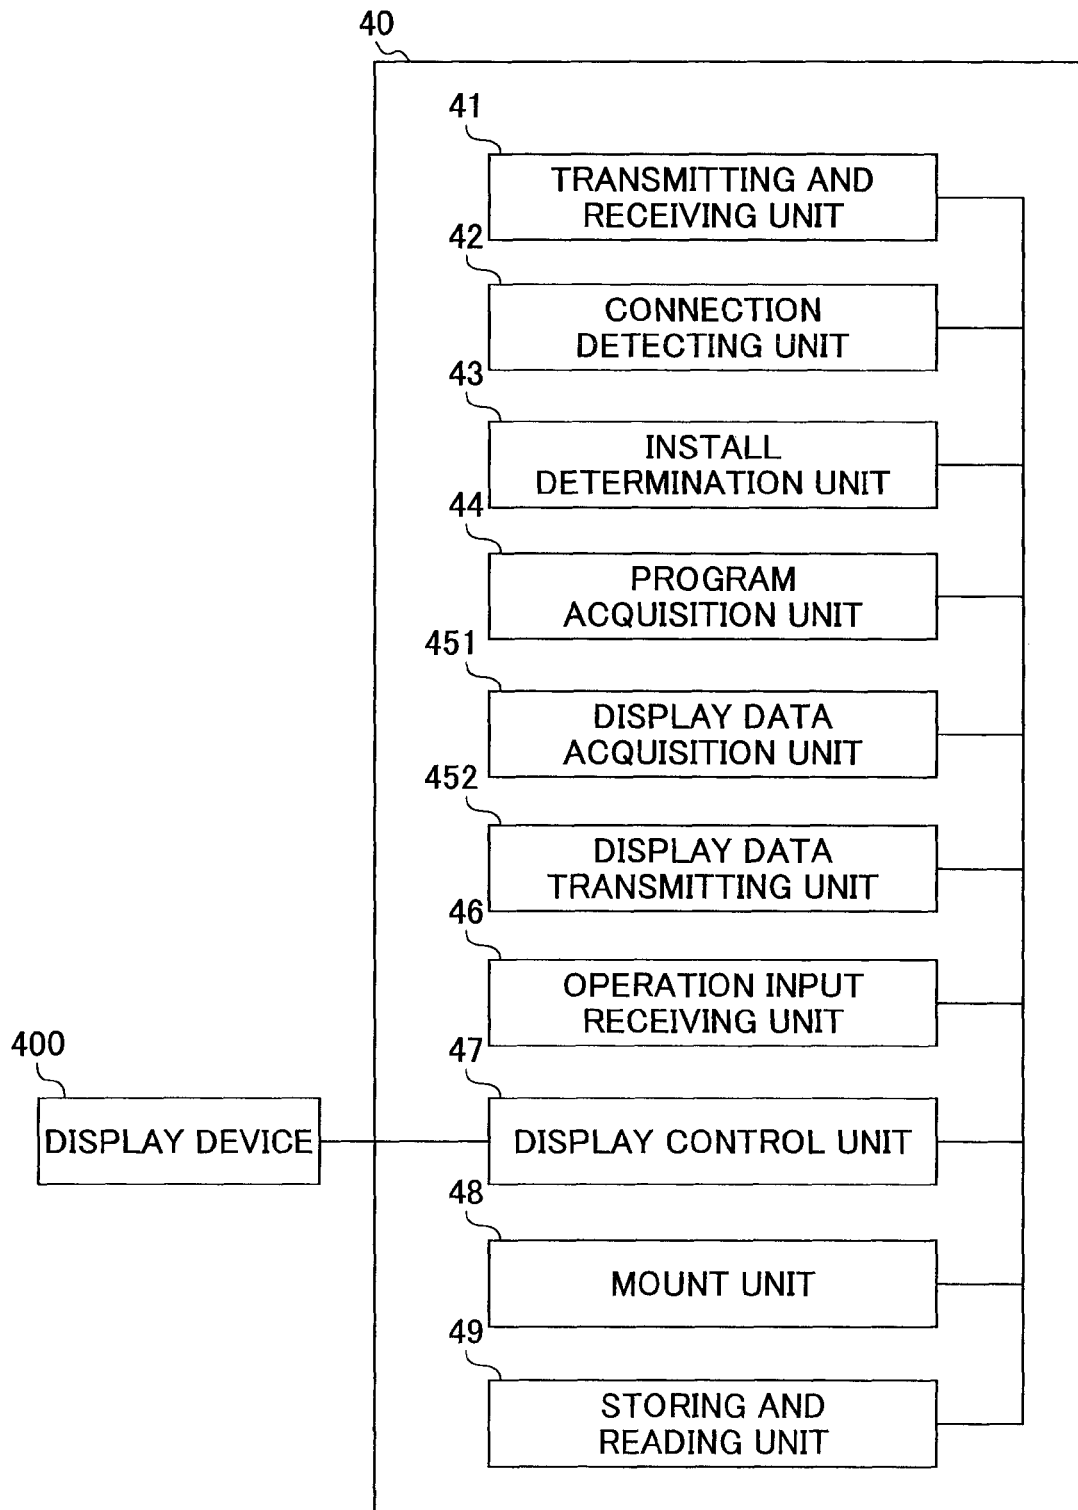 40
41
TRANSMITTING AND
RECEIVING UNIT
42
CONNECTION
DETECTING UNIT
43
INSTALL
DETERMINATION UNIT
44
PROGRAM
ACQUISITION UNIT
451
DISPLAY DATA
ACQUISITION UNIT
452
DISPLAY DATA
TRANSMITTING UNIT
46
OPERATION INPUT
RECEIVING UNIT
400
DISPLAY DEVICE
47
DISPLAY CONTROL UNIT
48
MOUNT UNIT
49
STORING AND
READING UNIT